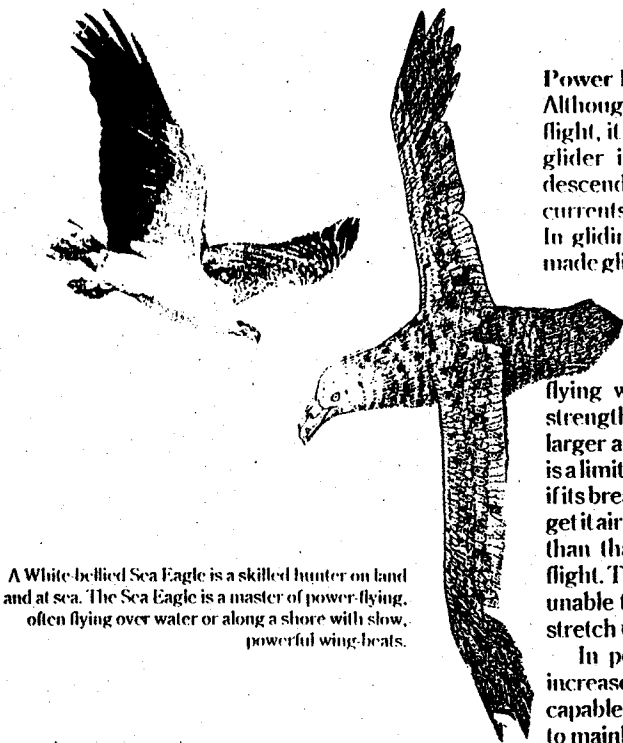 A White-bellied Sea Eagle is a skilled hunter on land
and at sea. The Sea Eagle is a master of power-flying,
often flying over water or along a shore with slow,
powerful wing-beats.
Power
Althoug
flight, it
glider i
descend
currents
In glidin
made gli
flying w
strength
larger a
is a limit
if its brea
get it air
than tha
flight. T
unable t
stretch
In po
increase
capable
to main